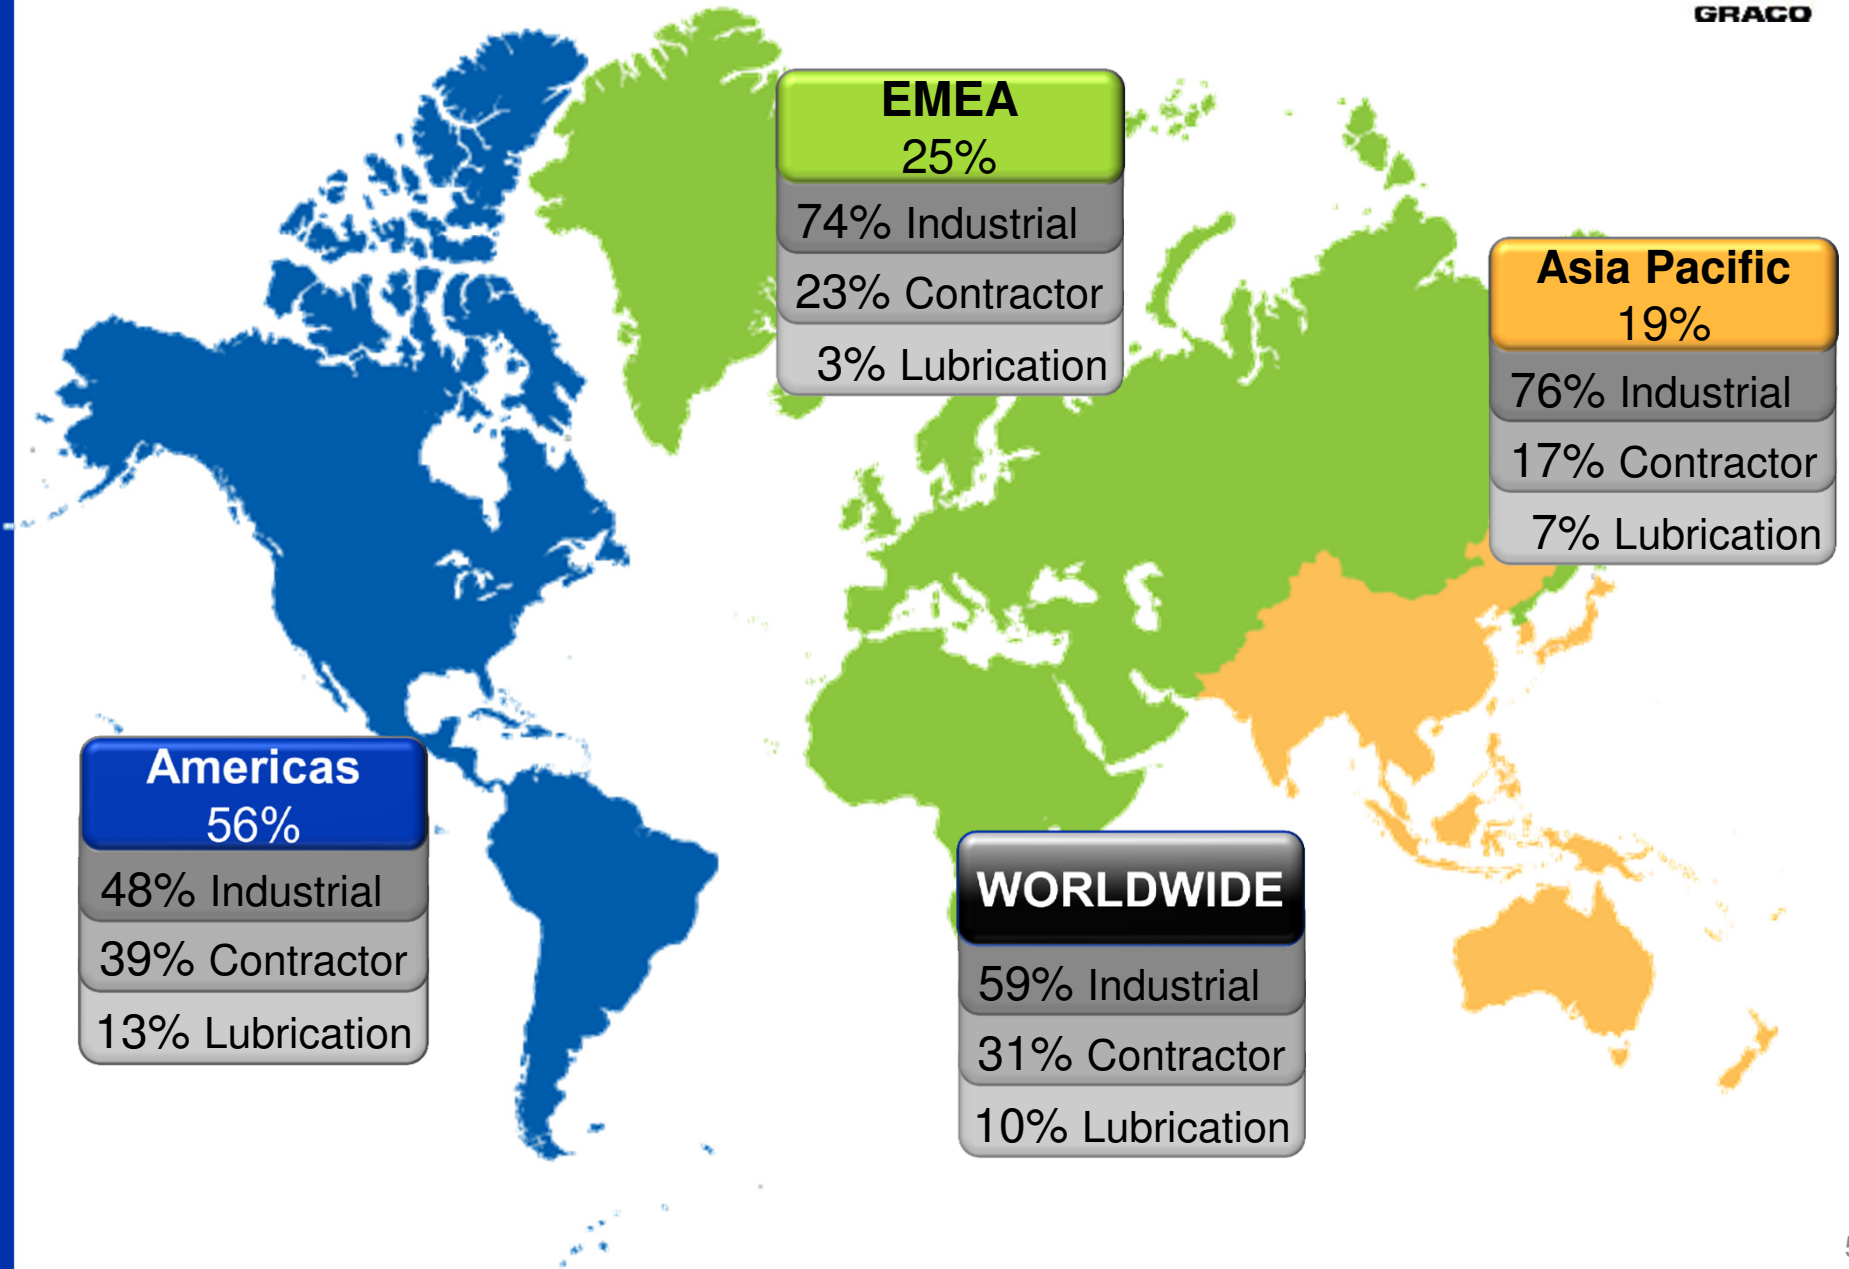 GRACO
EMEA
25%
74% Industrial
23% Contractor
3% Lubrication
Asia Pacific
19%
76% Industrial
17% Contractor
7% Lubrication
Americas
56%
48% Industrial
39% Contractor
13% Lubrication
WORLDWIDE
59% Industrial
31% Contractor
10% Lubrication